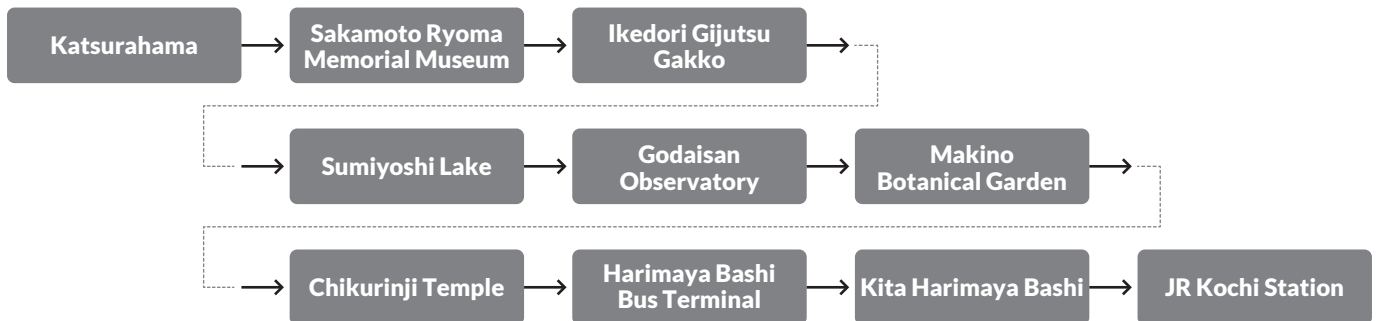 Katsurahama
Sakamoto Ryoma
Memorial Museum
Ikedori Gijutsu
Gakko
Sumiyoshi Lake
Godaisan
Observatory
Makino
Botanical Garden
Chikurinji Temple
Harimaya Bashi
Bus Terminal
Kita Harimaya Bashi
JR Kochi Station